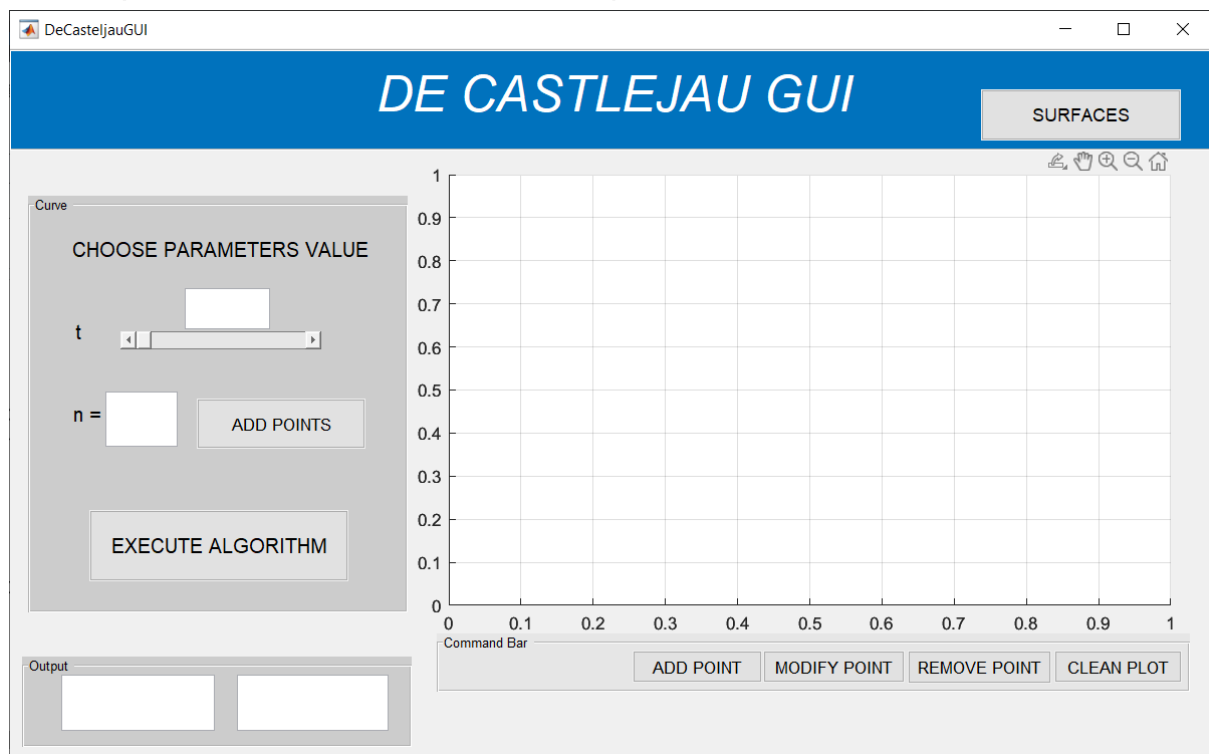 DeCasteljauGUI
DE CASTLEJAU GUI
SURFACES
Curve
CHOOSE PARAMETERS VALUE
t
n =
ADD POINTS
EXECUTE ALGORITHM
Output
1
0.9
0.8
0.7
0.6
0.5
0.4
0.3
0.2
0.1
0
0 0.1 0.2 0.3 0.4 0.5 0.6 0.7 0.8 0.9 1
Command Bar
ADD POINT MODIFY POINT REMOVE POINT CLEAN PLOT